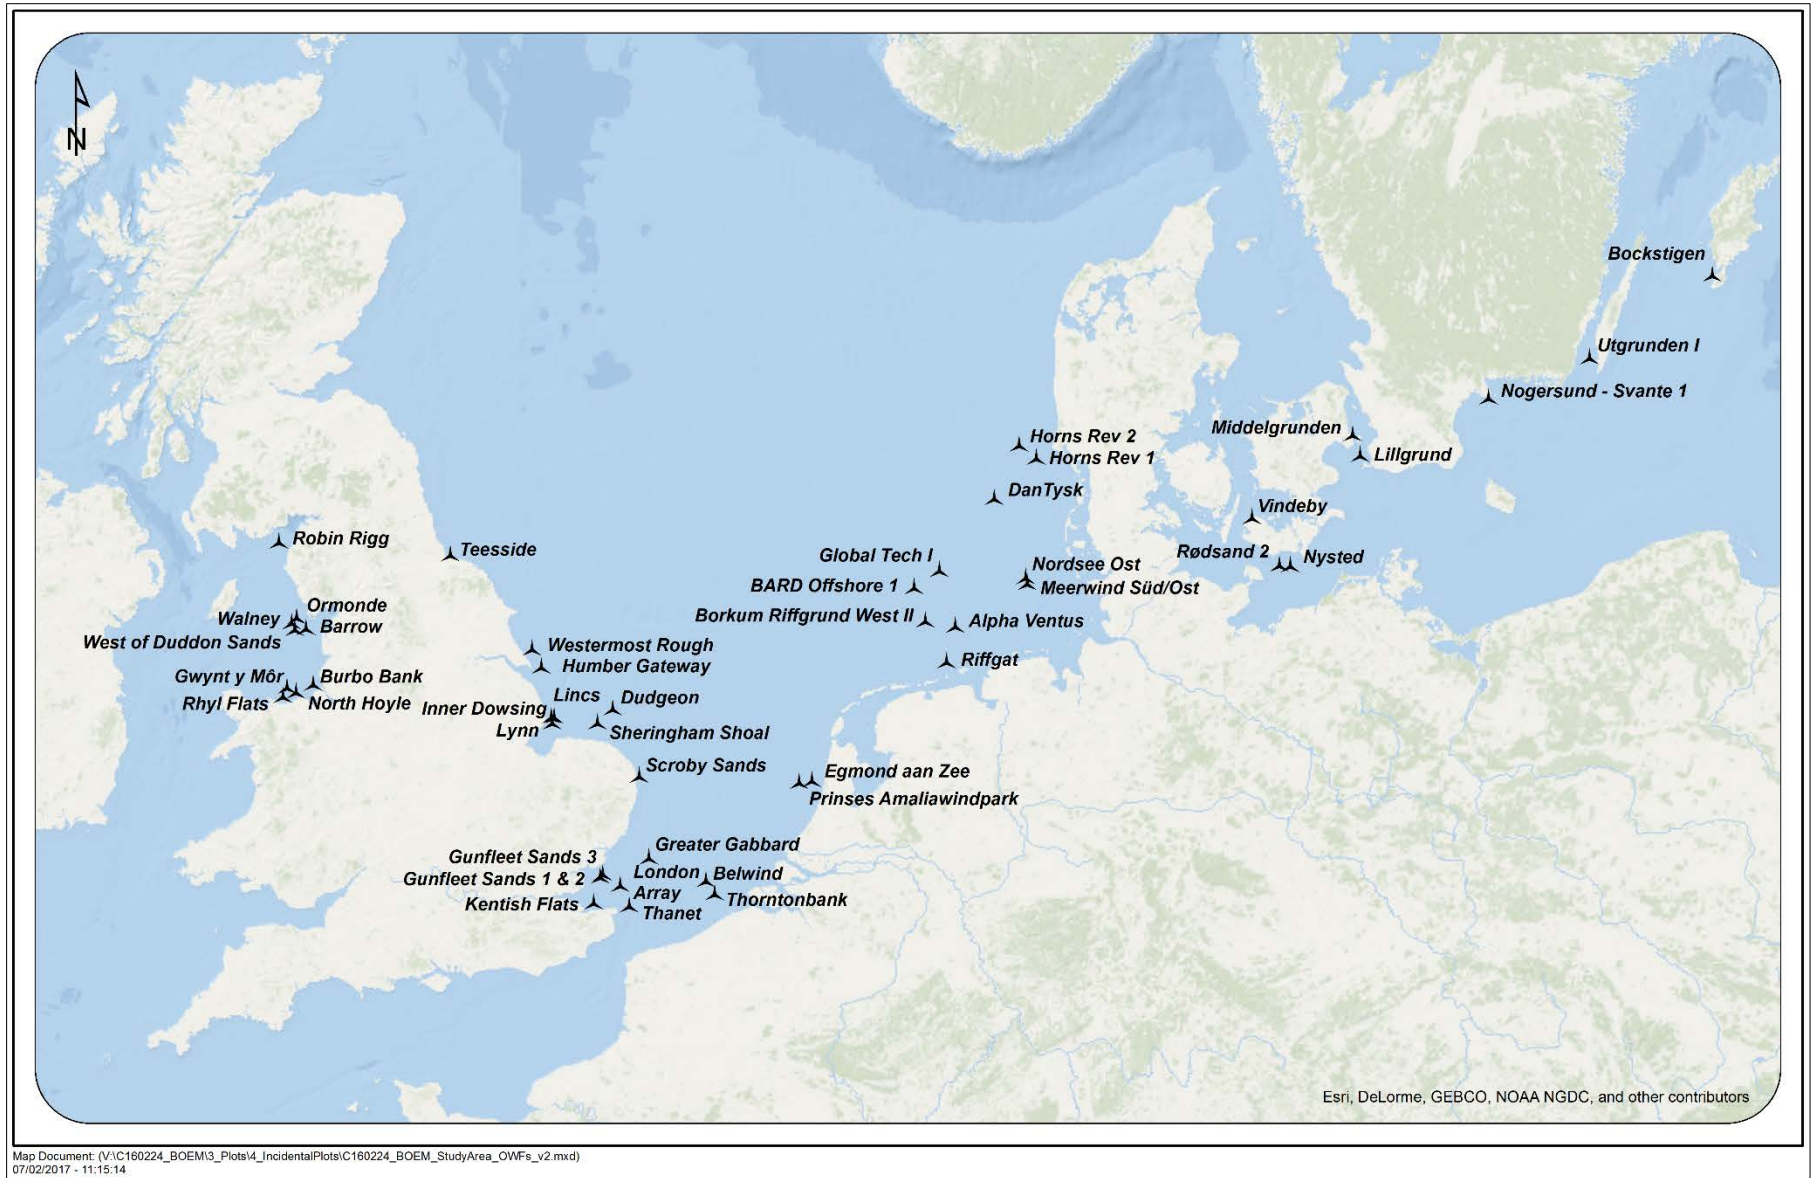 N
Bockstigen
Utgrunden I
Nogersund - Svante 1
Middelgrunden
Horns Rev 2
Lillgrund
Horns Rev 1
DanTysk
Vindeby
Robin Rigg
Teesside
Global Tech I
Rødsand 2
Nysted
Nordsee Ost
BARD Offshore 1
Meerwind Süd/Ost
Ormonde
Walney
Barrow
Borkum Riffgrund West II
Alpha Ventus
West of Duddon Sands
Westermost Rough
Riffgat
Humber Gateway
Gwynt y Môr
Burbo Bank
Rhyl Flats
North Hoyle
Lincs
Dudgeon
Inner Dowsing
Lynn
Sheringham Shoal
Scroby Sands
Egmond aan Zee
Prinses Amaliawindpark
Greater Gabbard
Gunfleet Sands 3
Gunfleet Sands 1 & 2
London
Array
Belwind
Kentish Flats
Thorntonbank
Thanet
Esri, DeLorme, GEBCO, NOAA NGDC, and other contributors
Map Document: (V:\C160224_BOEM\3_Plots\4_IncidentalPlots\C160224_BOEM_StudyArea_OWFs_v2.mxd)
07/02/2017 - 11:15:14